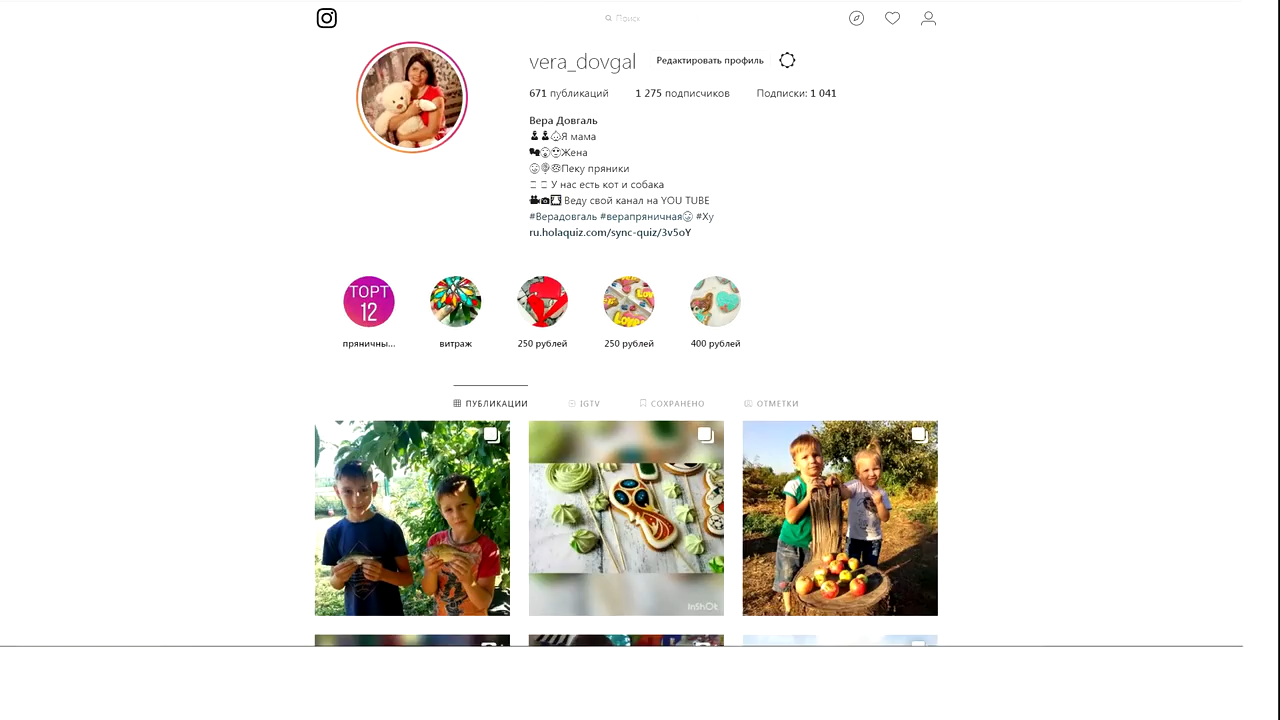 Поиск
vera_dovgal Редактировать профиль
671 публикаций 1 275 подписчиков Подписки: 1 041
Вера Довгаль
Я мама
Жена
Пеку пряники
У нас есть кот и собака
Веду свой канал на YOU TUBE
#Верадовгаль #верапряничная #Ху
ru.holaquiz.com/sync-quiz/3v5oY
ТОРТ
12
Love
Love
пряничны... витраж 250 рублей 250 рублей 400 рублей
ПУБЛИКАЦИИ IGTV СОХРАНЕНО ОТМЕТКИ
InShOt